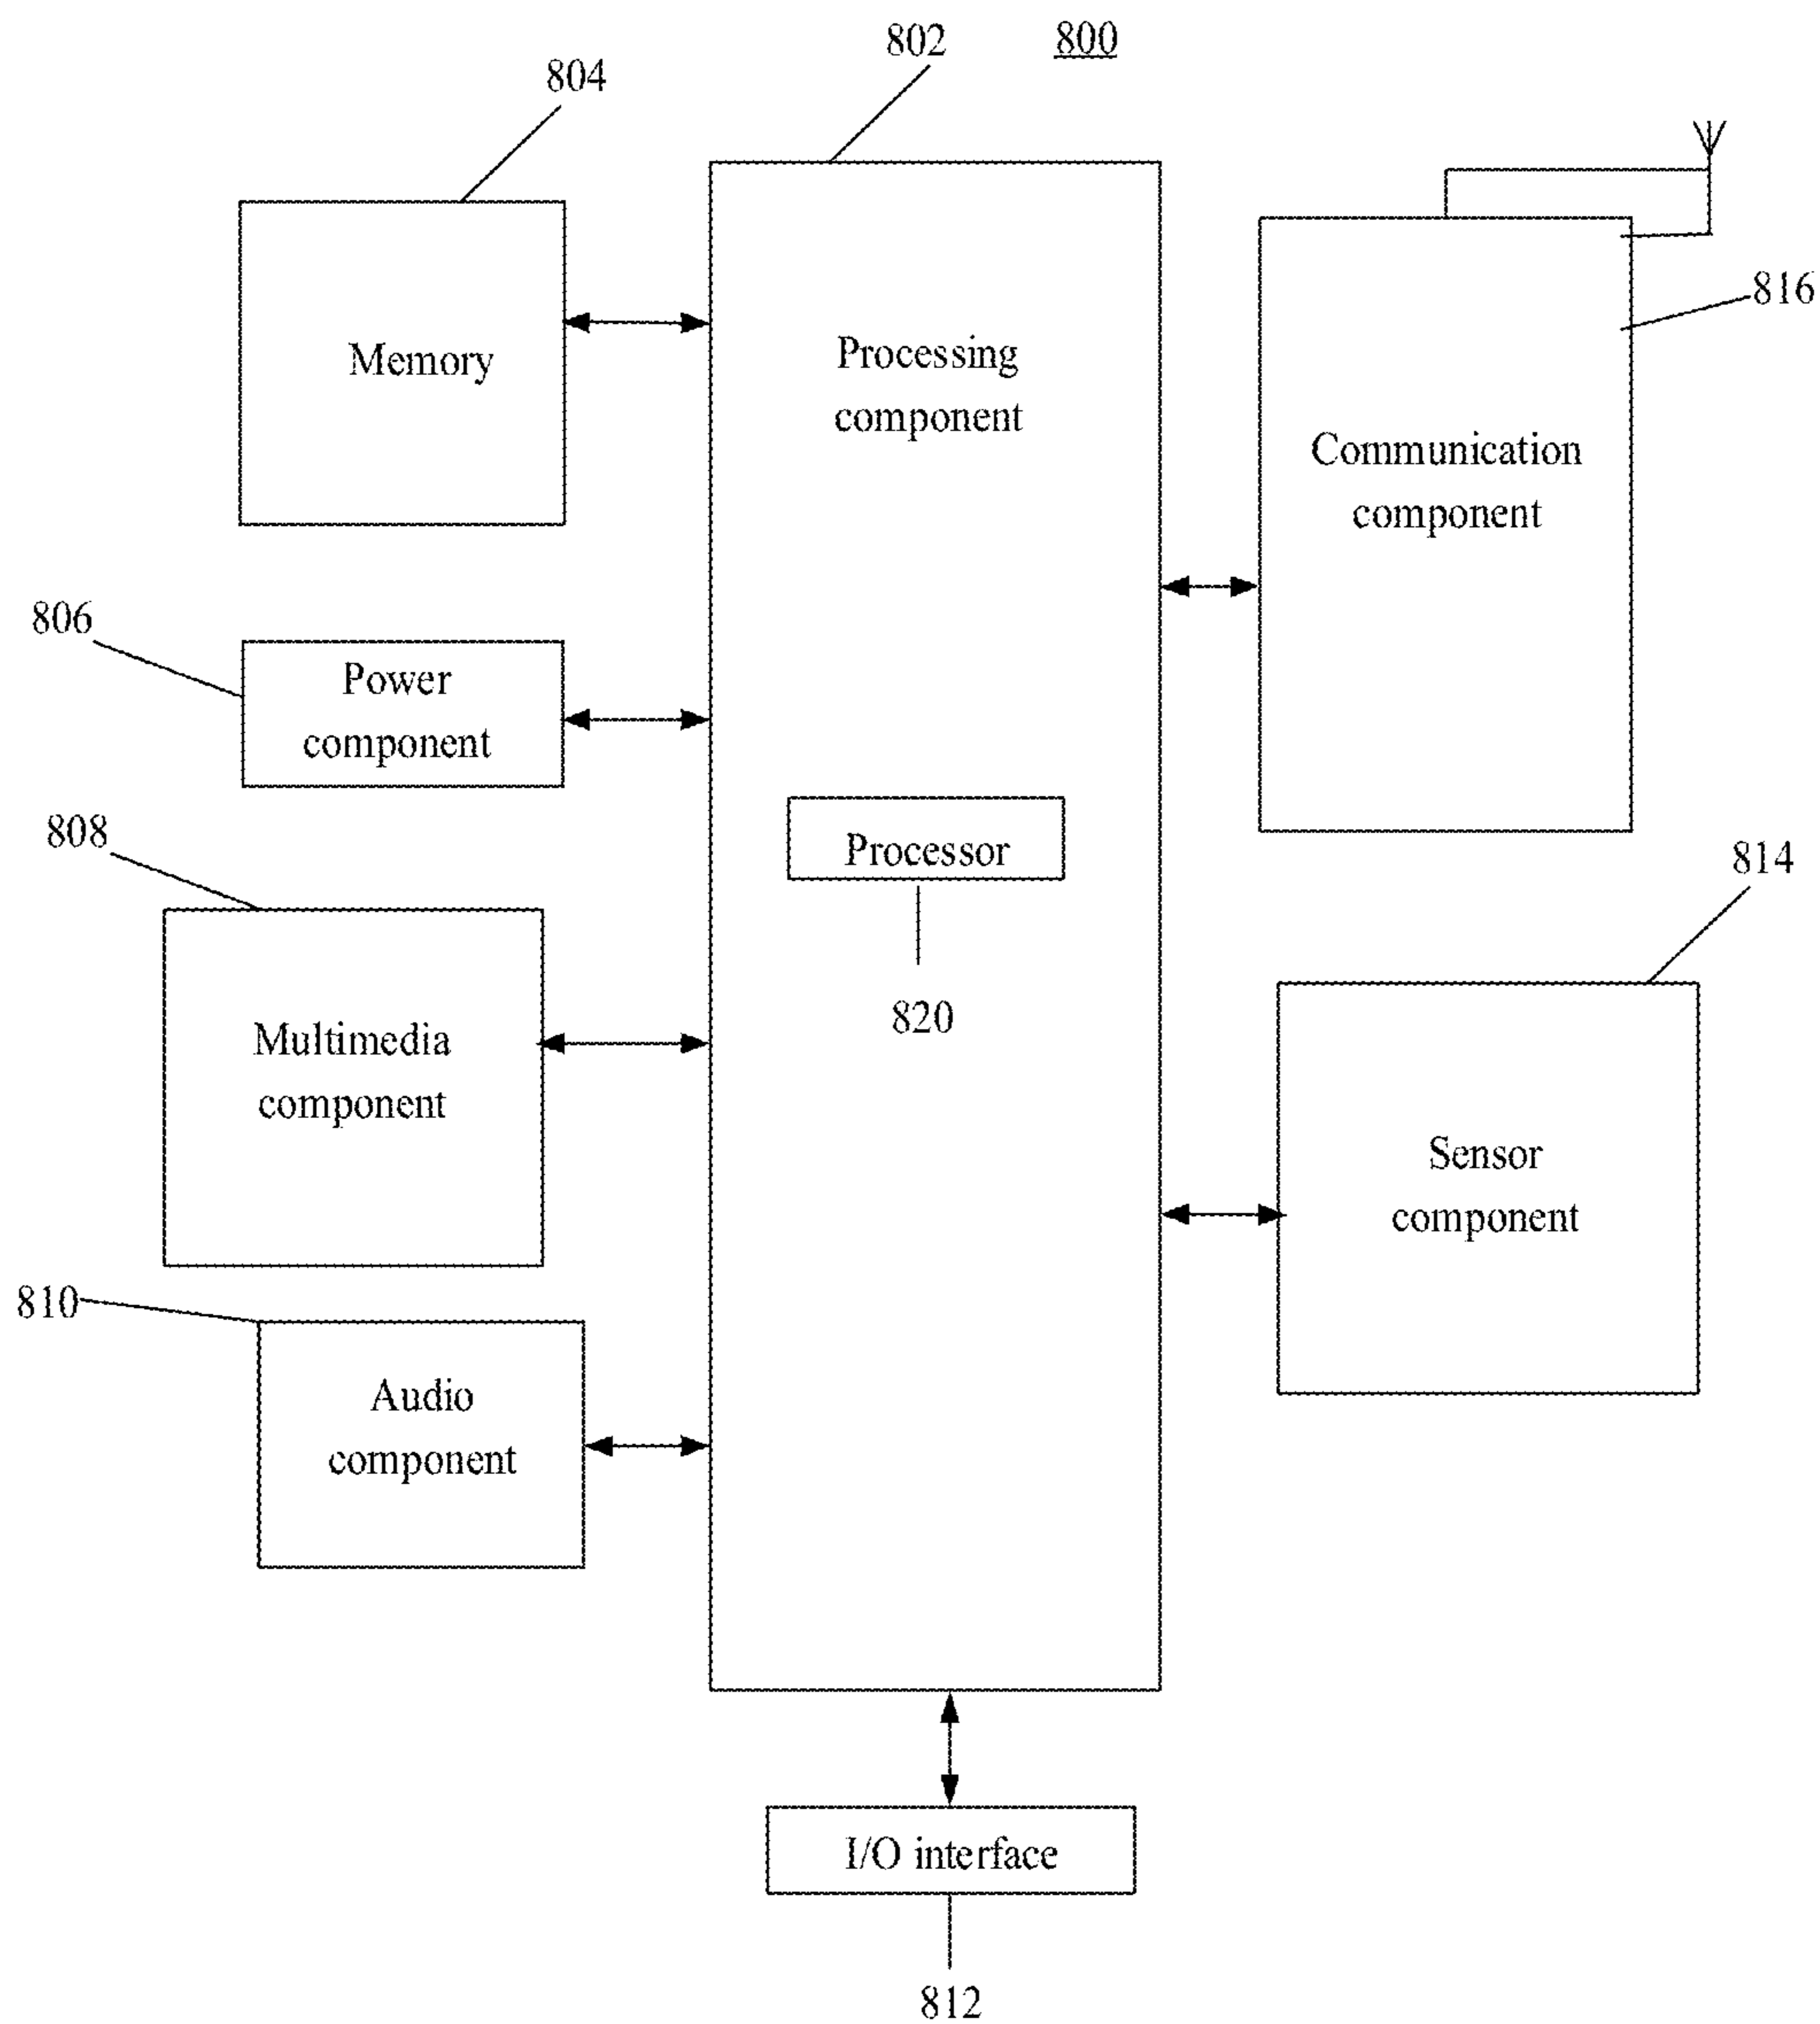 802
800
804
816
Memory
Processing
component
Communication
component
806
Power
component
808
Processor
814
820
Multimedia
component
Sensor
component
810
Audio
component
I/O interface
812